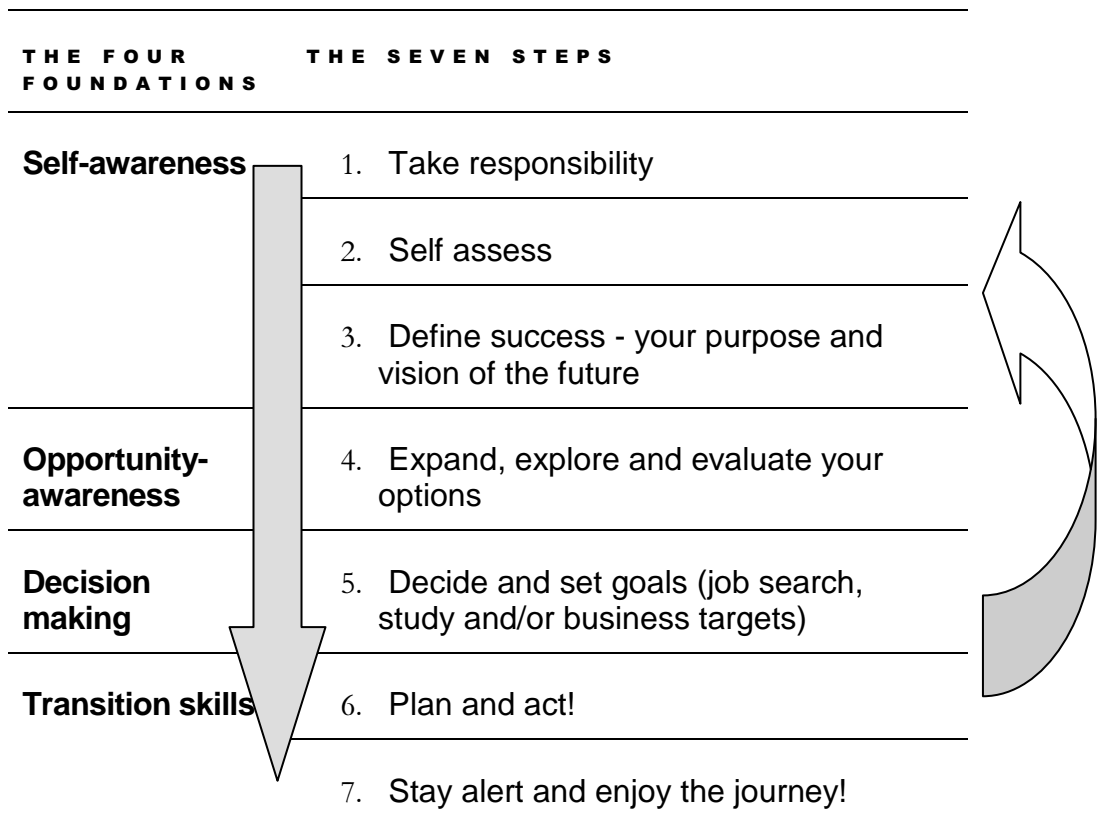 THE FOUR
FOUNDATIONS
THE SEVEN STEPS
Self-awareness
1. Take responsibility
2. Self assess
3. Define success - your purpose and
vision of the future
Opportunity-
awareness
4. Expand, explore and evaluate your
options
Decision
making
5. Decide and set goals (job search,
study and/or business targets)
Transition skills
6. Plan and act!
7. Stay alert and enjoy the journey!